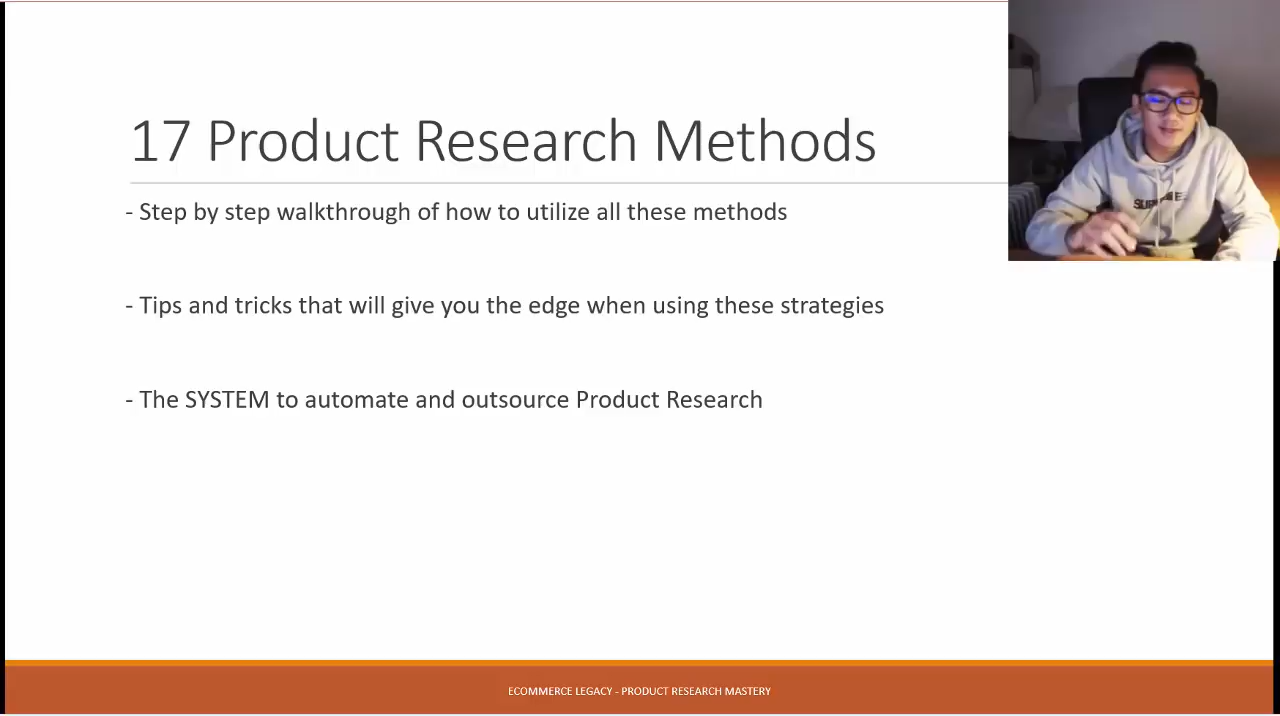 17 Product Research Methods
- Step by step walkthrough of how to utilize all these methods
- Tips and tricks that will give you the edge when using these strategies
- The SYSTEM to automate and outsource Product Research
ECOMMERCE LEGACY - PRODUCT RESEARCH MASTERY